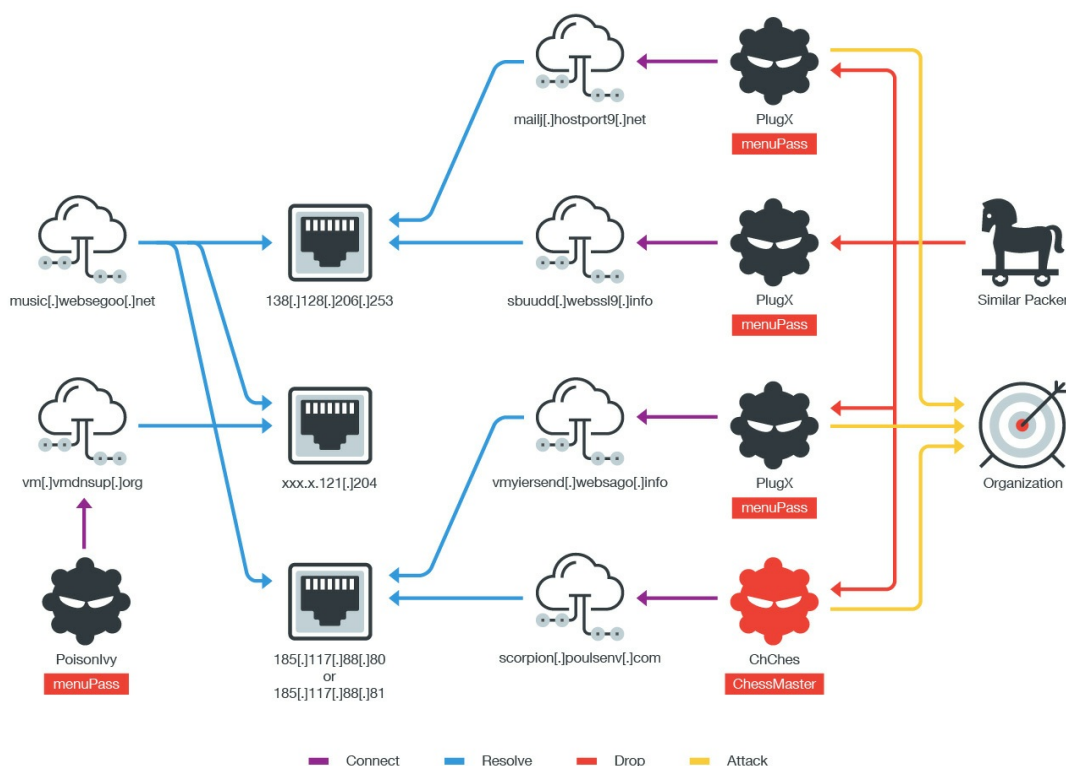 mailj[.]hostport9[.]net
PlugX
menuPass
music[.]websegoo[.]net
138[.]128[.]206[.]253
sbuudd[.]webssl9[.]info
PlugX
menuPass
Similar Packer
vm[.]vmdnsup[.]org
xxx.x.121[.]204
vmyiersend[.]websago[.]info
PlugX
menuPass
Organization
PoisonIvy
menuPass
185[.]117[.]88[.]80
or
185[.]117[.]88[.]81
scorpion[.]poulsenv[.]com
ChChes
ChessMaster
Connect
Resolve
Drop
Attack